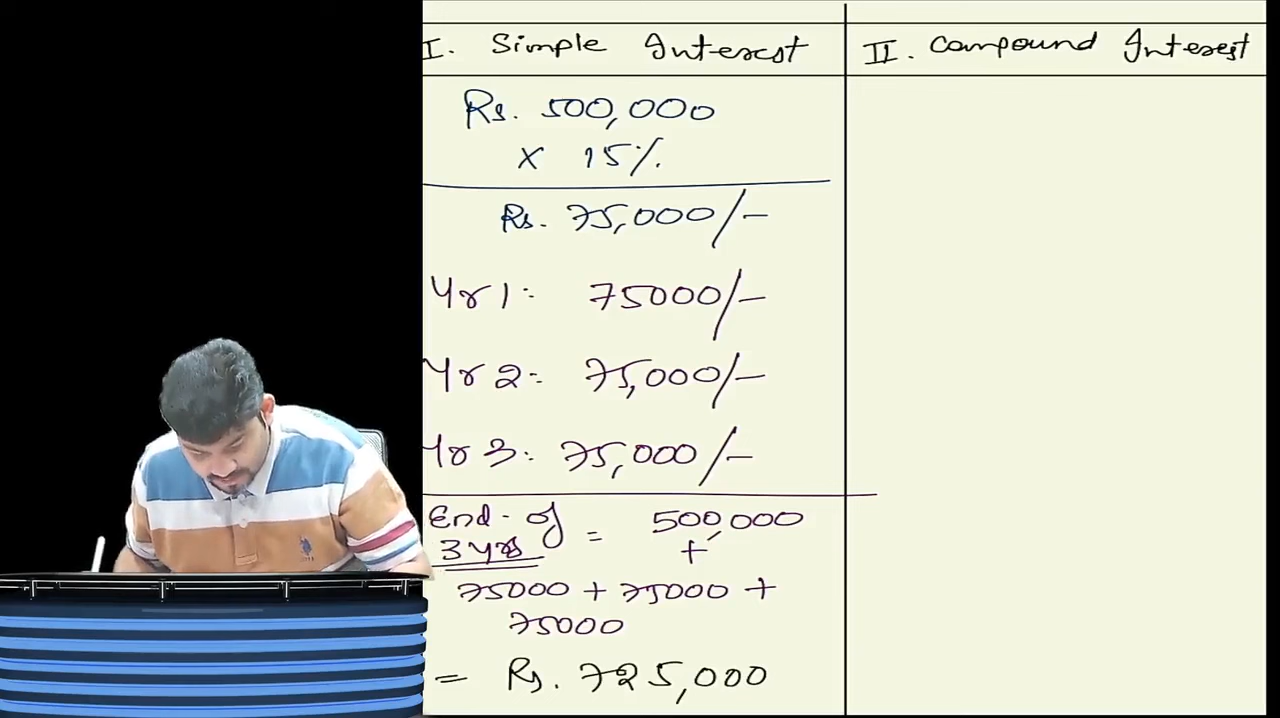 I. Simple Interest
Rs. 500,000
X 15%
Rs. 75,000/-
Yr 1: 75000/-
Yr 2: 75,000/-
Yr 3: 75,000/-
End of 3 yrs = 500,000
+
75000 + 75000 +
75000
= Rs. 725,000
II. Compound Interest